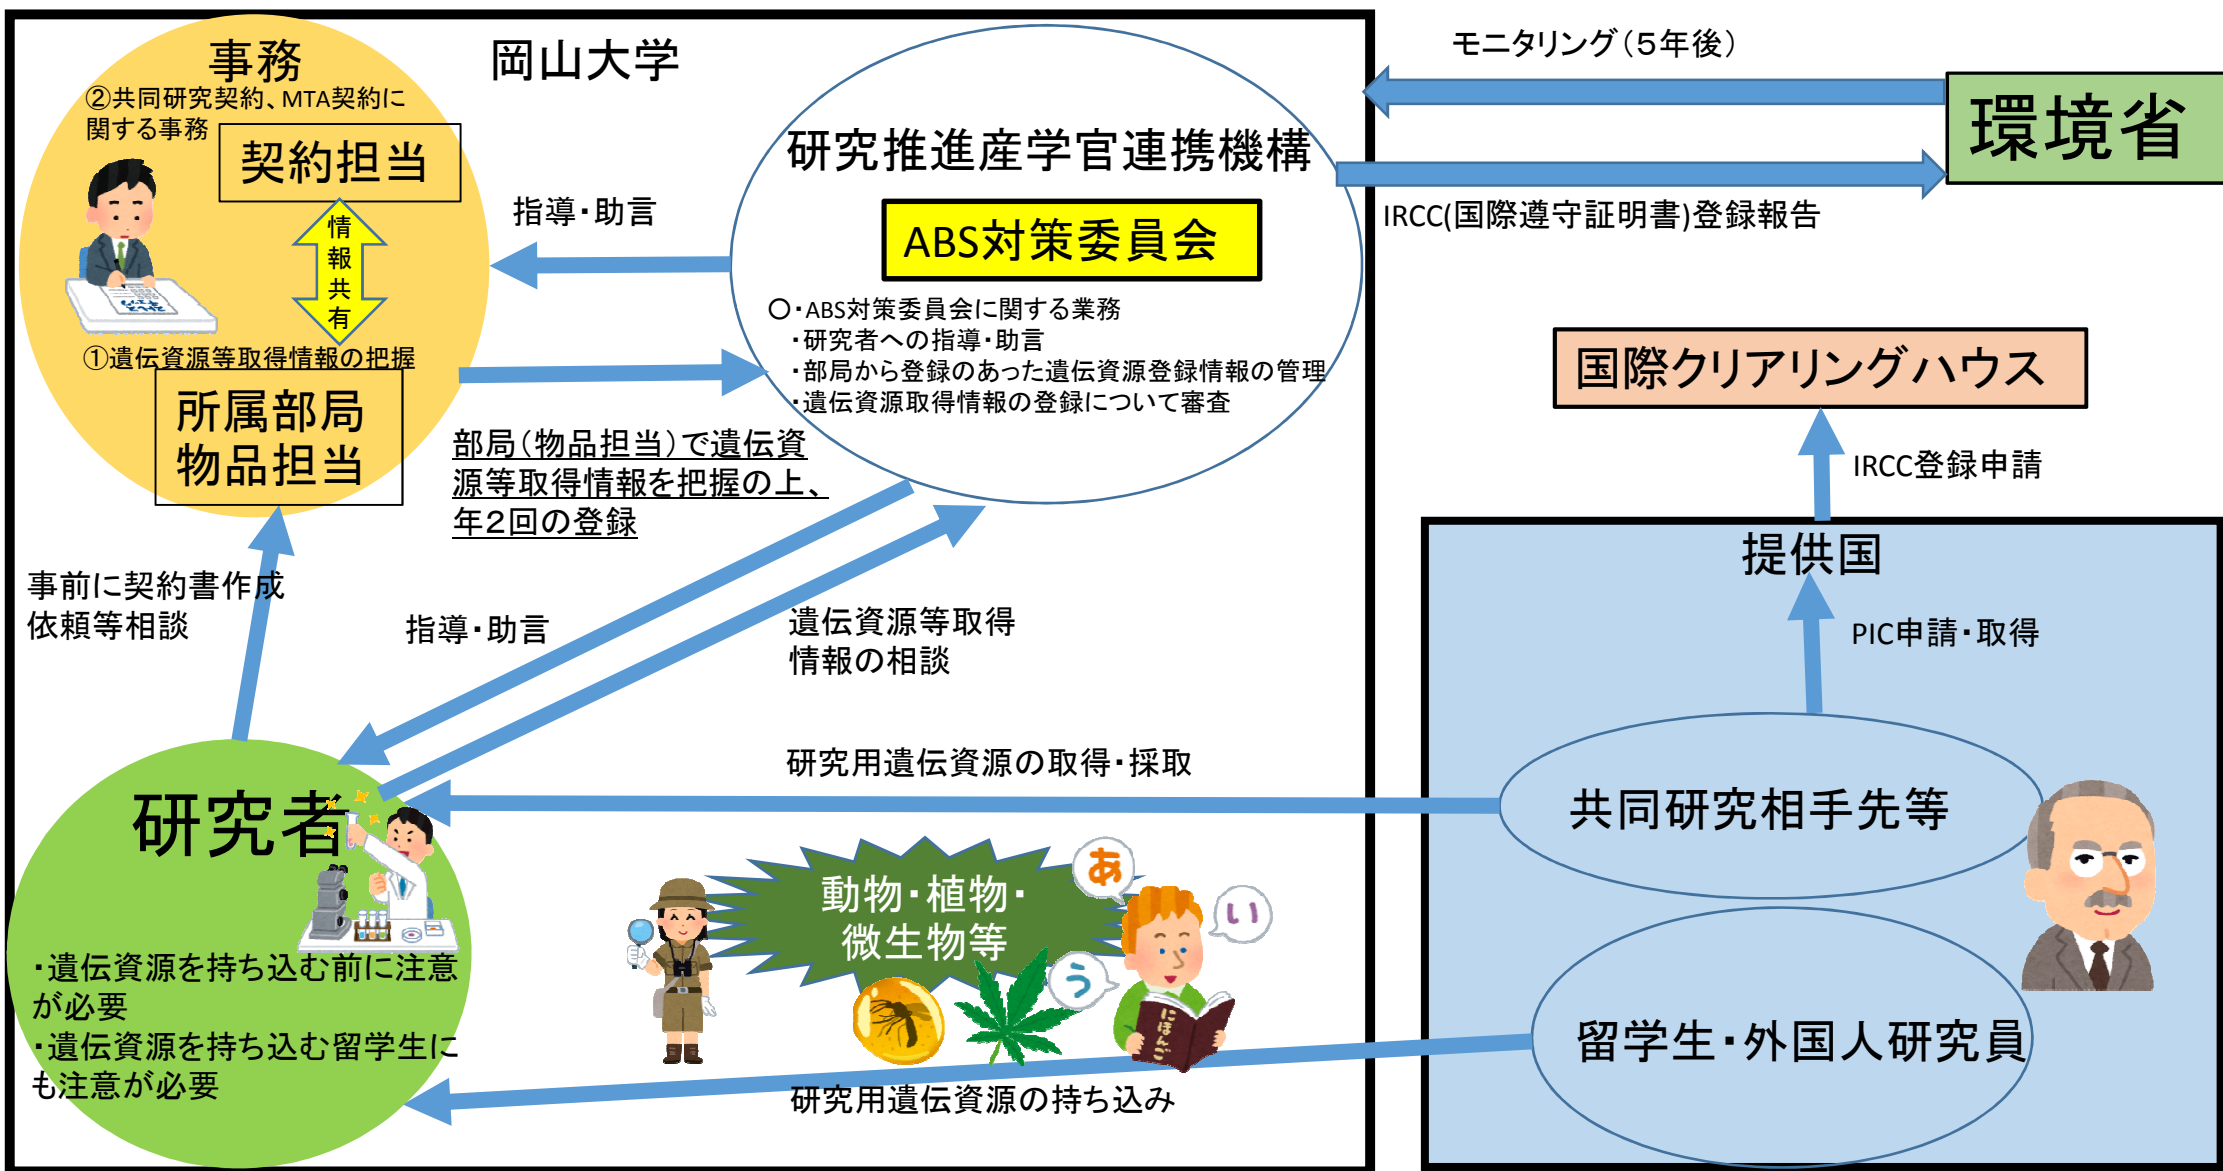 事務
②共同研究契約、MTA契約に
関する事務
契約担当
情
報
共
有
①遺伝資源等取得情報の把握
所属部局
物品担当
岡山大学
指導・助言
研究推進産学官連携機構
ABS対策委員会
○・ABS対策委員会に関する業務
・研究者への指導・助言
・部局から登録のあった遺伝資源登録情報の管理
・遺伝資源取得情報の登録について審査
モニタリング（５年後）
環境省
IRCC(国際遵守証明書)登録報告
国際クリアリングハウス
IRCC登録申請
部局（物品担当）で遺伝資
源等取得情報を把握の上、
年２回の登録
事前に契約書作成
依頼等相談
指導・助言
遺伝資源等取得
情報の相談
提供国
PIC申請・取得
研究用遺伝資源の取得・採取
共同研究相手先等
研究者
・遺伝資源を持ち込む前に注意
が必要
・遺伝資源を持ち込む留学生に
も注意が必要
動物・植物・
微生物等
あ
い
う
にほんご
留学生・外国人研究員
研究用遺伝資源の持ち込み